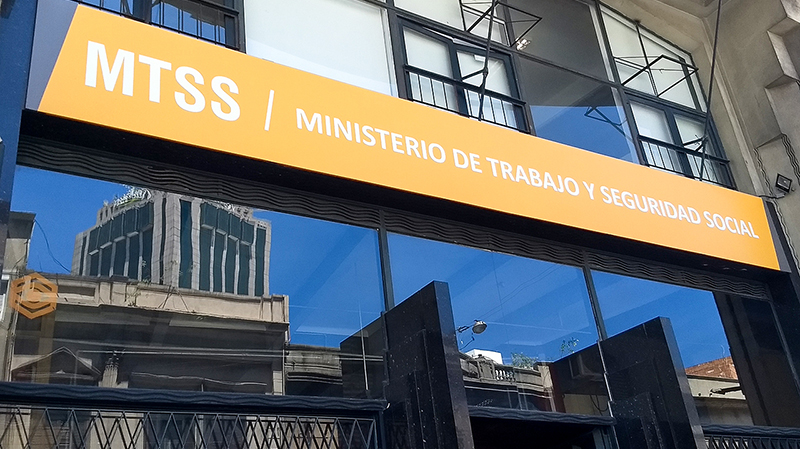 MTSS / MINISTERIO DE TRABAJO Y SEGURIDAD SOCIAL